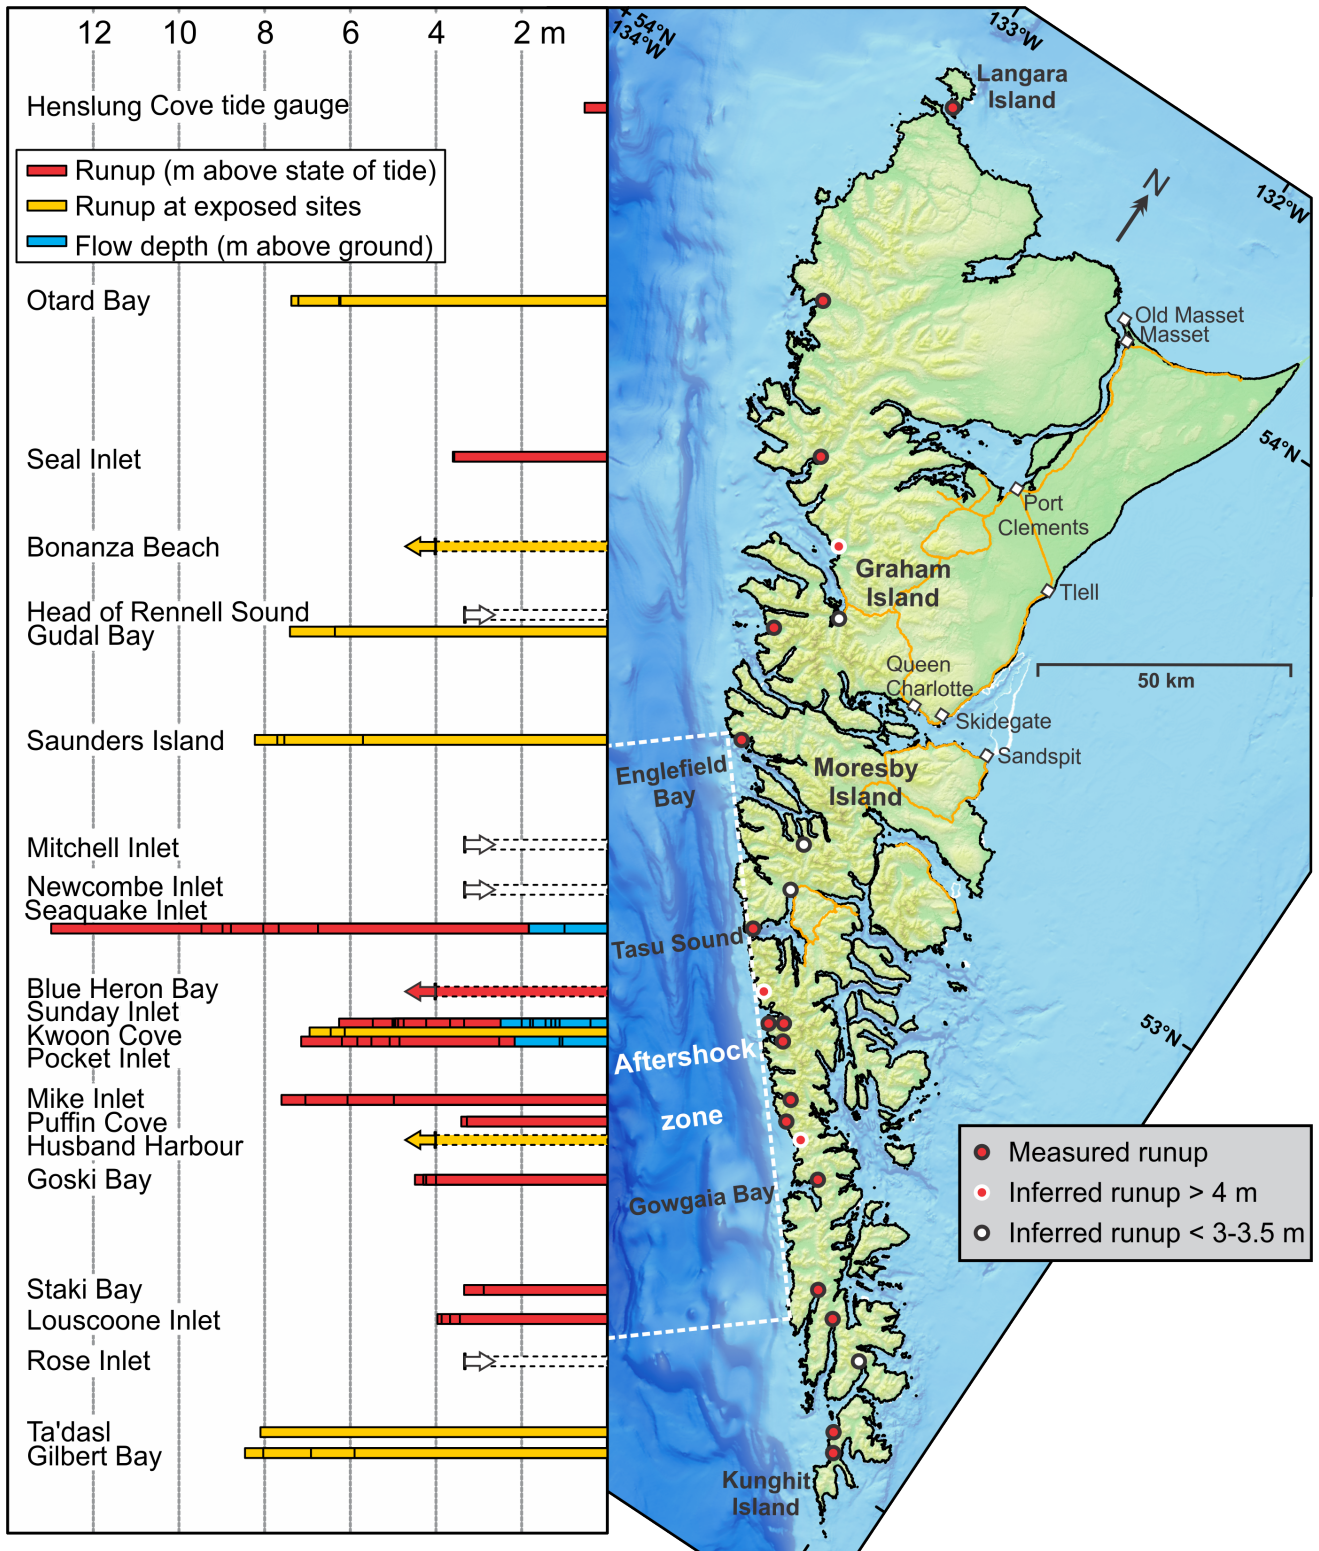 12 10 8 6 4 2 m
Henslung Cove tide gauge
Runup (m above state of tide)
Runup at exposed sites
Flow depth (m above ground)
Otard Bay
Seal Inlet
Bonanza Beach
Head of Rennell Sound
Gudal Bay
Saunders Island
Mitchell Inlet
Newcombe Inlet
Seaquake Inlet
Blue Heron Bay
Sunday Inlet
Kwoon Cove
Pocket Inlet
Mike Inlet
Puffin Cove
Husband Harbour
Goski Bay
Staki Bay
Louscoone Inlet
Rose Inlet
Ta'dasl
Gilbert Bay
54°N
134°W
133°W
Langara
Island
132°W
N
Old Masset
Masset
54°N
Port
Clements
Graham
Island
Tlell
Queen
Charlotte
50 km
Skidegate
Sandspit
Englefield
Bay
Moresby
Island
Tasu Sound
53°N
Aftershock
zone
Gowgaia Bay
Measured runup
Inferred runup > 4 m
Inferred runup < 3-3.5 m
Kunghit
Island